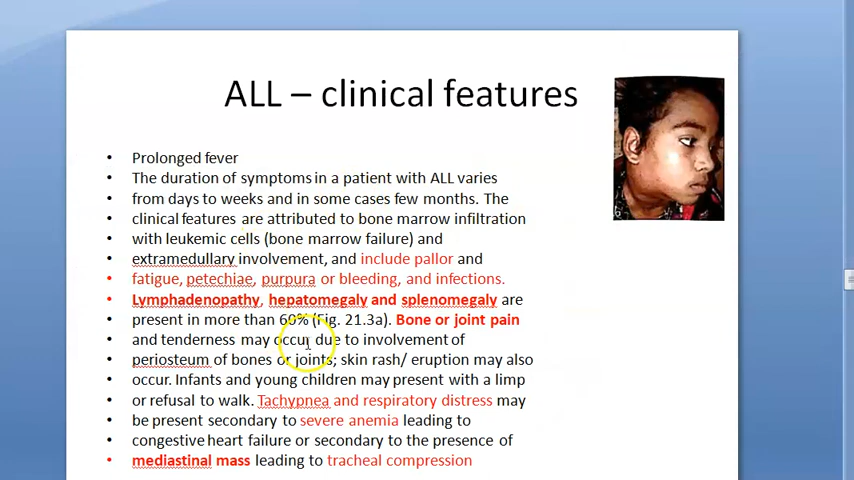 ALL – clinical features
• Prolonged fever
• The duration of symptoms in a patient with ALL varies
• from days to weeks and in some cases few months. The
• clinical features are attributed to bone marrow infiltration
• with leukemic cells (bone marrow failure) and
• extramedullary involvement, and include pallor and
• fatigue, petechiae, purpura or bleeding, and infections.
• Lymphadenopathy, hepatomegaly and splenomegaly are
• present in more than 60% (Fig. 21.3a). Bone or joint pain
• and tenderness may occur due to involvement of
• periosteum of bones or joints; skin rash/ eruption may also
• occur. Infants and young children may present with a limp
• or refusal to walk. Tachypnea and respiratory distress may
• be present secondary to severe anemia leading to
• congestive heart failure or secondary to the presence of
• mediastinal mass leading to tracheal compression